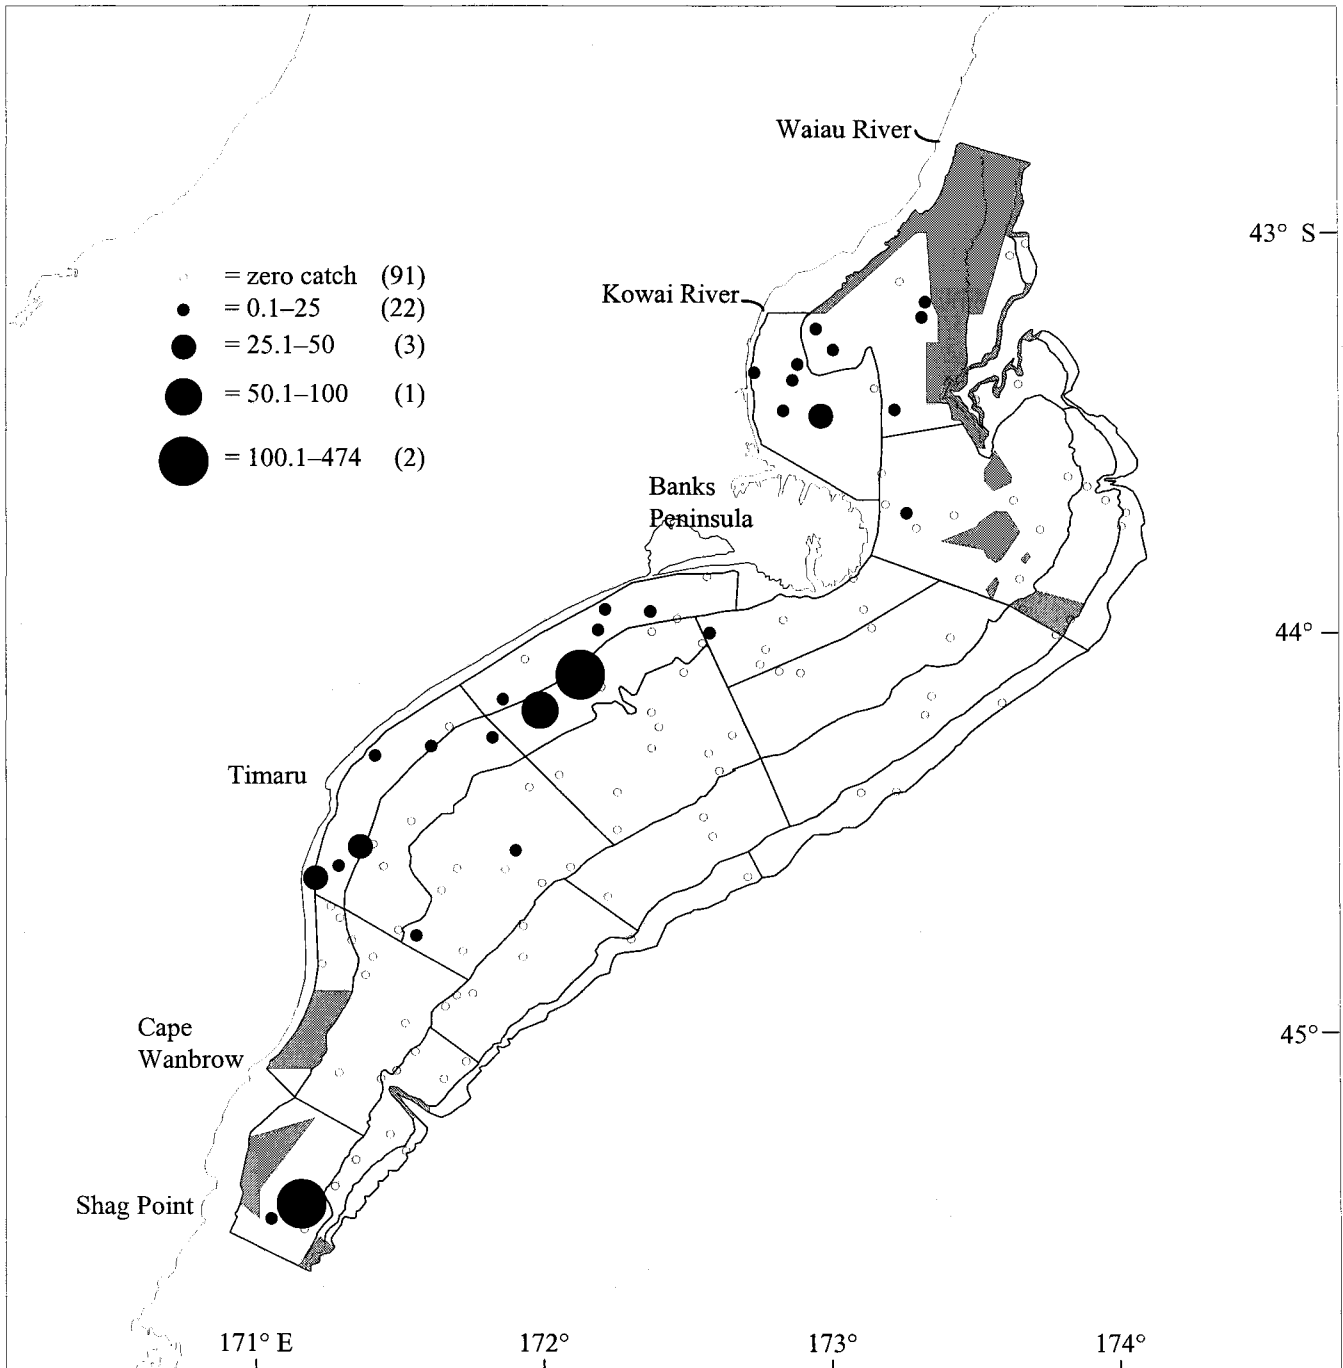 Waiau River
43° S
= zero catch (91)
Kowai River
= 0.1–25 (22)
= 25.1–50 (3)
= 50.1–100 (1)
= 100.1–474 (2)
Banks
Peninsula
44°
Timaru
Cape
Wanbrow
45°
Shag Point
171° E 172° 173° 174°